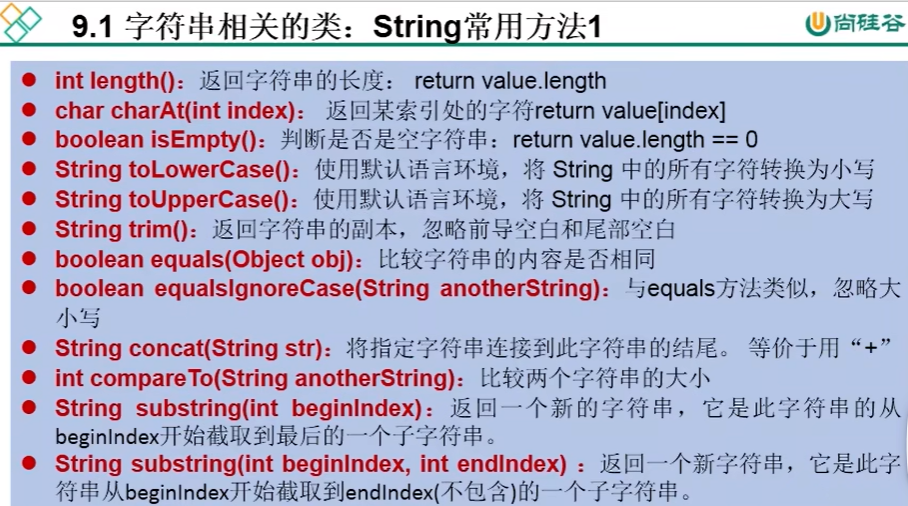 9.1 字符串相关的类：String常用方法1
尚硅谷
int length()：返回字符串的长度： return value.length
char charAt(int index)： 返回某索引处的字符return value[index]
boolean isEmpty()：判断是否是空字符串：return value.length == 0
String toLowerCase()：使用默认语言环境，将 String 中的所有字符转换为小写
String toUpperCase()：使用默认语言环境，将 String 中的所有字符转换为大写
String trim()：返回字符串的副本，忽略前导空白和尾部空白
boolean equals(Object obj)：比较字符串的内容是否相同
boolean equalsIgnoreCase(String anotherString)：与equals方法类似，忽略大
小写
String concat(String str)：将指定字符串连接到此字符串的结尾。 等价于用“+”
int compareTo(String anotherString)：比较两个字符串的大小
String substring(int beginIndex)：返回一个新的字符串，它是此字符串的从
beginIndex开始截取到最后的一个子字符串。
String substring(int beginIndex, int endIndex) ：返回一个新字符串，它是此字
符串从beginIndex开始截取到endIndex(不包含)的一个子字符串。